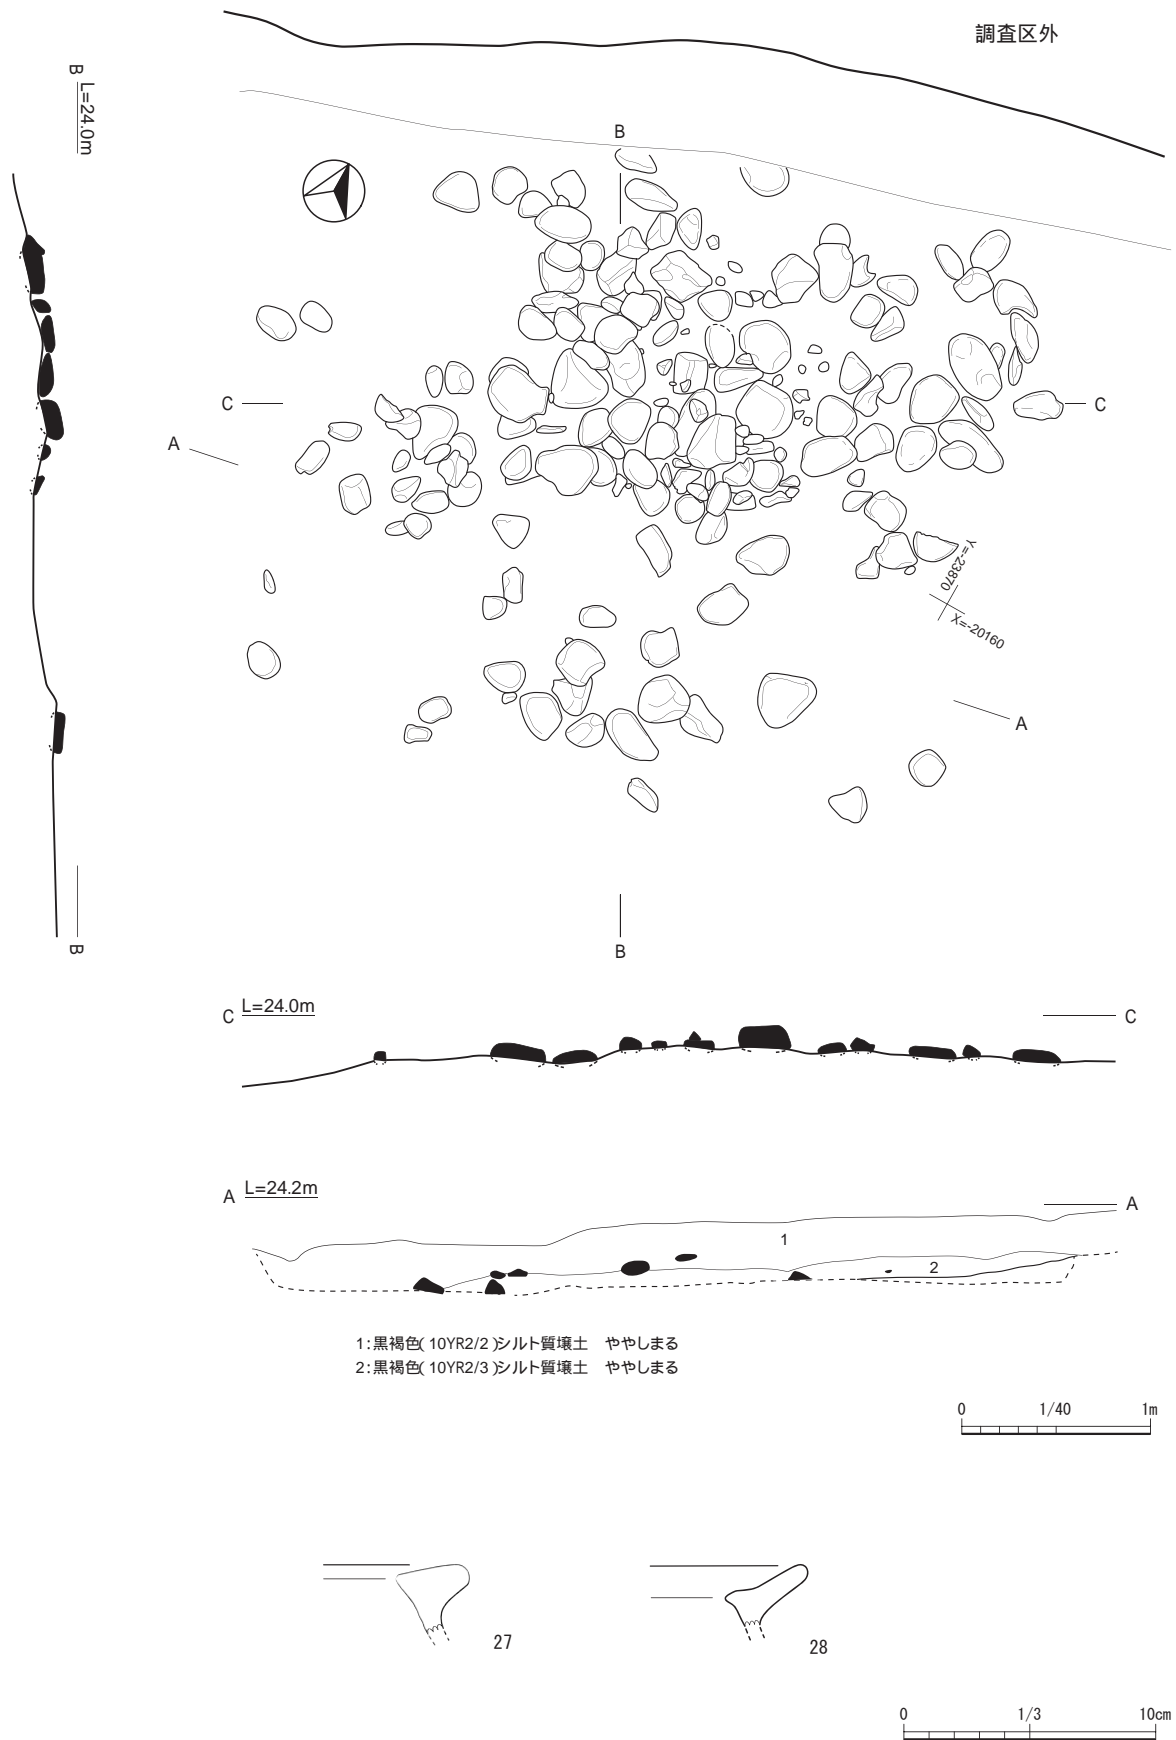 調査区外
B
L=24.0m
B
C
C
A
Y=-23870
X=-20160
A
B
B
C L=24.0m
C
A L=24.2m
A
1
2
1:黒褐色(10YR2/2)シルト質壌土　ややしまる
2:黒褐色(10YR2/3)シルト質壌土　ややしまる
0 1/40 1m
27
28
0 1/3 10cm